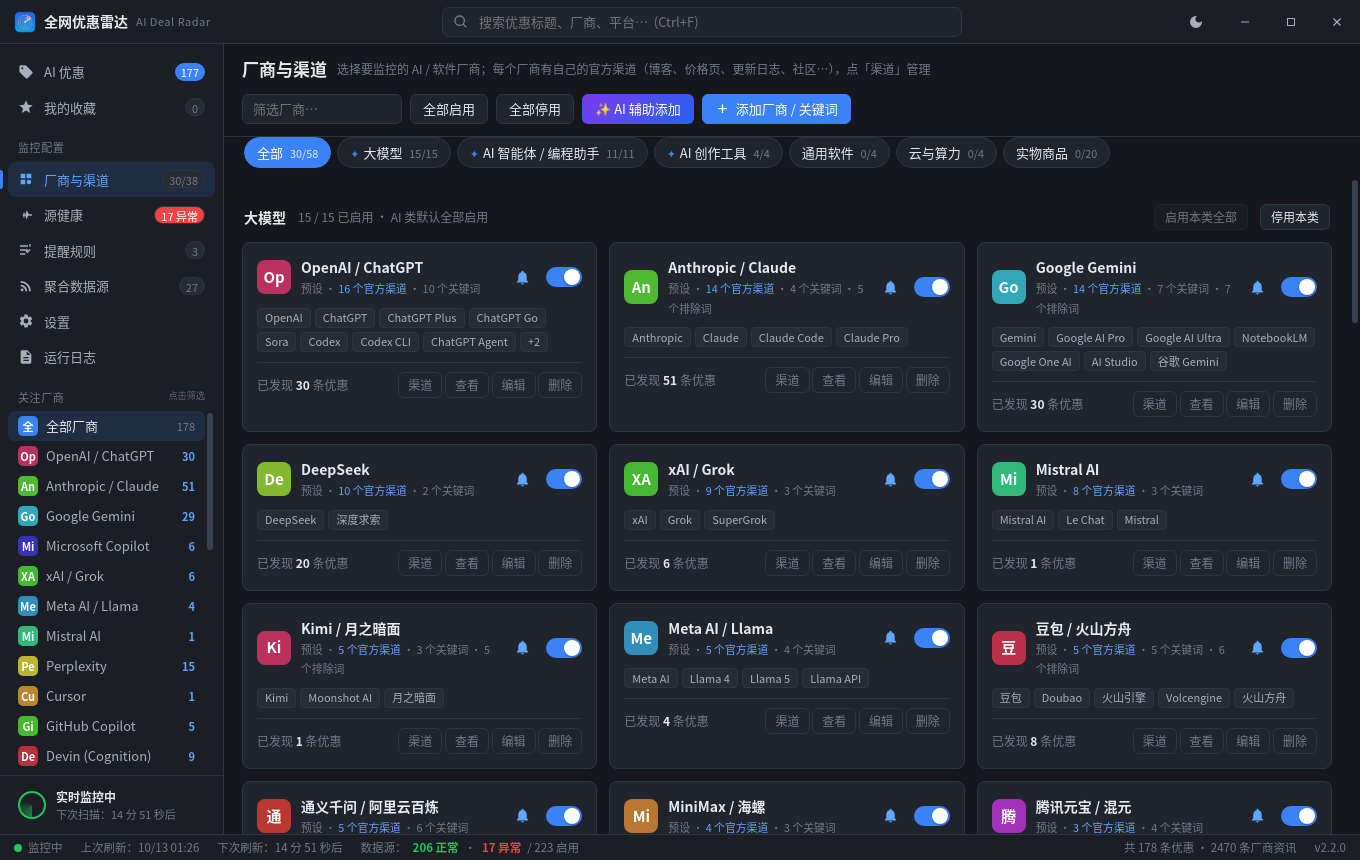 全网优惠雷达 AI Deal Radar
搜索优惠标题、厂商、平台… (Ctrl+F)
AI 优惠 177
我的收藏 0
监控配置
厂商与渠道 30/38
源健康 17 异常
提醒规则 3
聚合数据源 27
设置
运行日志
关注厂商 点击筛选
全 全部厂商 178
Op OpenAI / ChatGPT 30
An Anthropic / Claude 51
Go Google Gemini 29
Mi Microsoft Copilot 6
XA xAI / Grok 6
Me Meta AI / Llama 4
Mi Mistral AI 1
Pe Perplexity 15
Cu Cursor 1
Gi GitHub Copilot 5
De Devin (Cognition) 9
实时监控中
下次扫描：14 分 51 秒后
厂商与渠道 选择要监控的 AI / 软件厂商；每个厂商有自己的官方渠道（博客、价格页、更新日志、社区…），点「渠道」管理
筛选厂商… 全部启用 全部停用 ✨ AI 辅助添加 + 添加厂商 / 关键词
全部 30/58 ✦ 大模型 15/15 ✦ AI 智能体 / 编程助手 11/11 ✦ AI 创作工具 4/4 通用软件 0/4 云与算力 0/4 实物商品 0/20
大模型 15 / 15 已启用 · AI 类默认全部启用 启用本类全部 停用本类
Op OpenAI / ChatGPT
预设 · 16 个官方渠道 · 10 个关键词
OpenAI ChatGPT ChatGPT Plus ChatGPT Go
Sora Codex Codex CLI ChatGPT Agent +2
已发现 30 条优惠 渠道 查看 编辑 删除
An Anthropic / Claude
预设 · 14 个官方渠道 · 4 个关键词 · 5
个排除词
Anthropic Claude Claude Code Claude Pro
已发现 51 条优惠 渠道 查看 编辑 删除
Go Google Gemini
预设 · 14 个官方渠道 · 7 个关键词 · 7
个排除词
Gemini Google AI Pro Google AI Ultra NotebookLM
Google One AI AI Studio 谷歌 Gemini
已发现 30 条优惠 渠道 查看 编辑 删除
De DeepSeek
预设 · 10 个官方渠道 · 2 个关键词
DeepSeek 深度求索
已发现 20 条优惠 渠道 查看 编辑 删除
XA xAI / Grok
预设 · 9 个官方渠道 · 3 个关键词
xAI Grok SuperGrok
已发现 6 条优惠 渠道 查看 编辑 删除
Mi Mistral AI
预设 · 8 个官方渠道 · 3 个关键词
Mistral AI Le Chat Mistral
已发现 1 条优惠 渠道 查看 编辑 删除
Ki Kimi / 月之暗面
预设 · 5 个官方渠道 · 3 个关键词 · 5
个排除词
Kimi Moonshot AI 月之暗面
已发现 1 条优惠 渠道 查看 编辑 删除
Me Meta AI / Llama
预设 · 5 个官方渠道 · 4 个关键词
Meta AI Llama 4 Llama 5 Llama API
已发现 4 条优惠 渠道 查看 编辑 删除
豆 豆包 / 火山方舟
预设 · 5 个官方渠道 · 5 个关键词 · 6
个排除词
豆包 Doubao 火山引擎 Volcengine 火山方舟
已发现 8 条优惠 渠道 查看 编辑 删除
通 通义千问 / 阿里云百炼
预设 · 5 个官方渠道 · 6 个关键词
Mi MiniMax / 海螺
预设 · 4 个官方渠道 · 3 个关键词
腾 腾讯元宝 / 混元
预设 · 3 个官方渠道 · 4 个关键词
监控中 上次刷新：10/13 01:26 下次刷新：14 分 51 秒后 数据源： 206 正常 · 17 异常 / 223 启用 共 178 条优惠 · 2470 条厂商资讯 v2.2.0